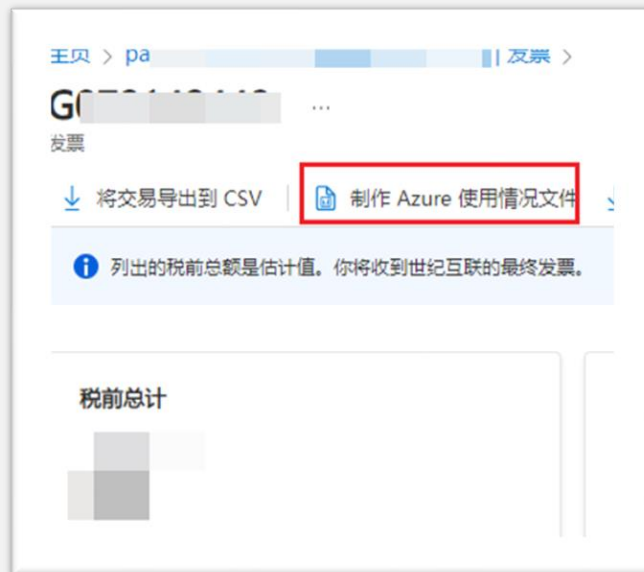 主页 > pa | 发票 >
G ...
发票
将交易导出到 CSV 制作 Azure 使用情况文件
列出的税前总额是估计值。你将收到世纪互联的最终发票。
税前总计